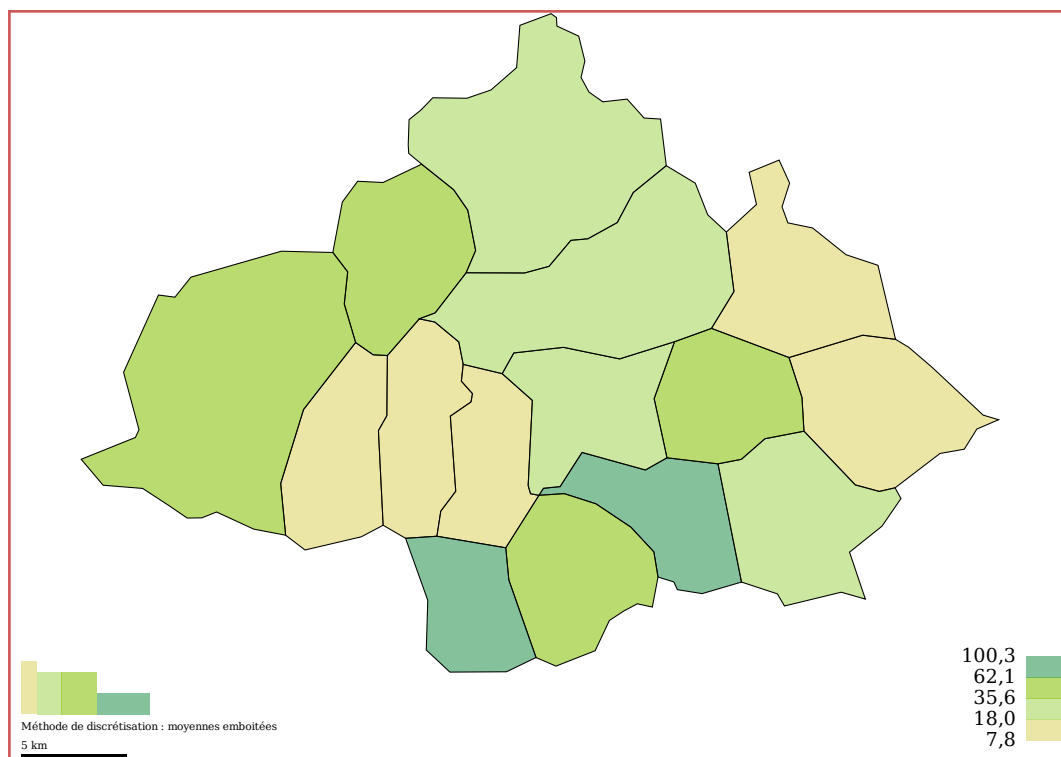 100,3
62,1
35,6
18,0
7,8
Méthode de discrétisation : moyennes emboitées
5 km